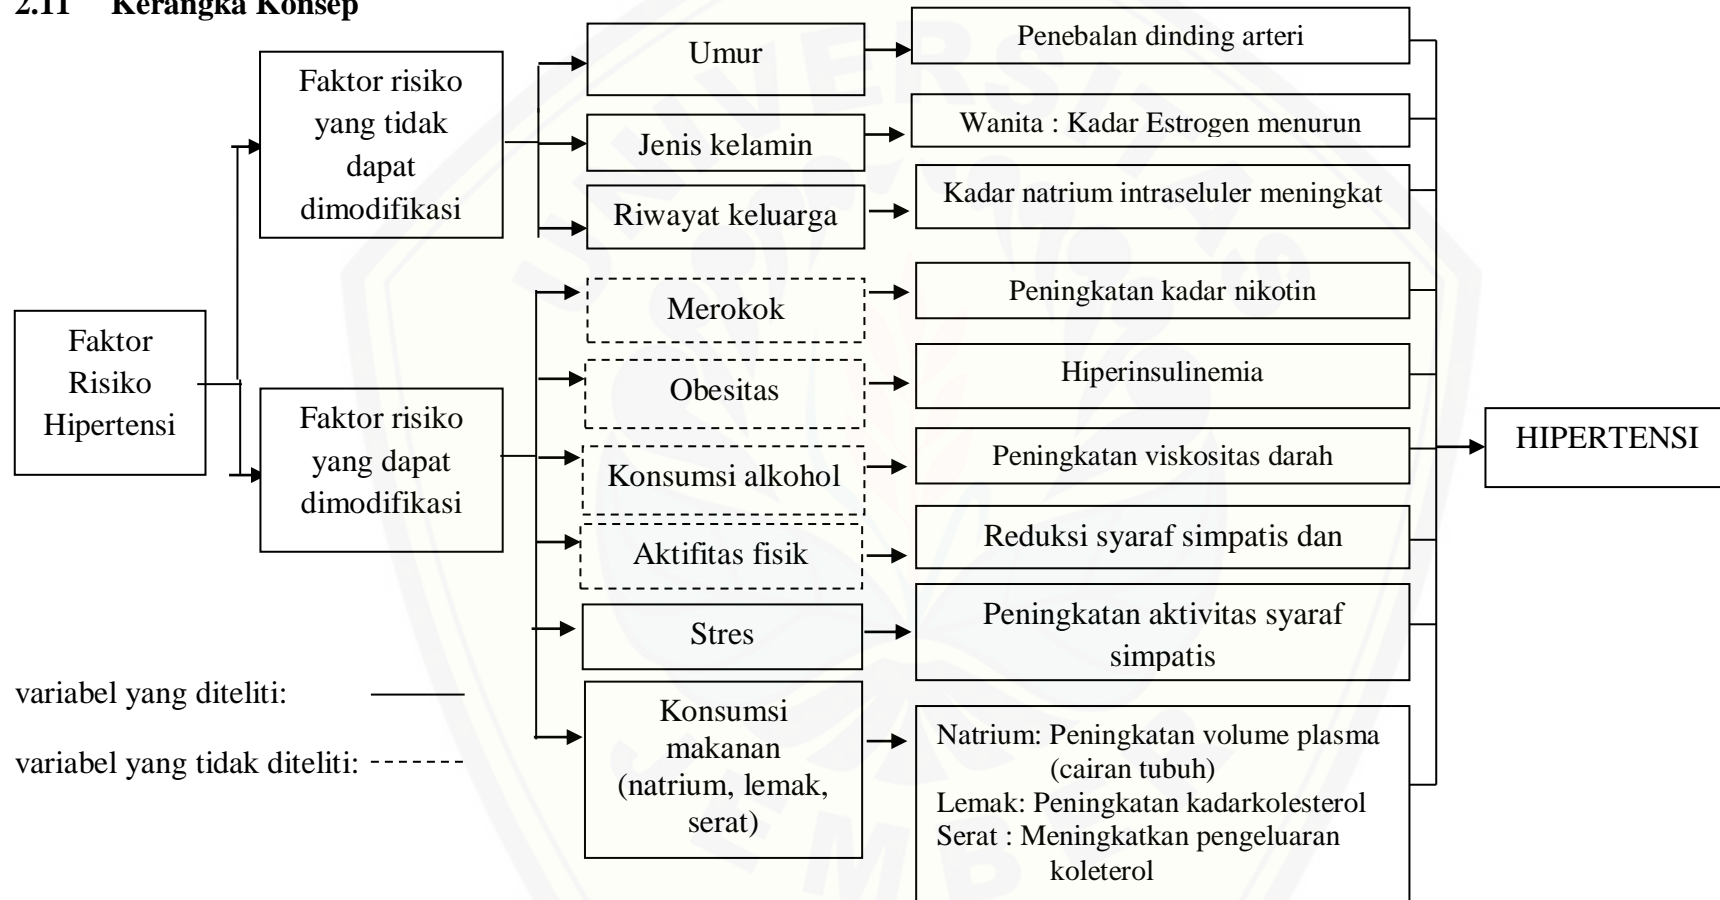 2.11 Kerangka Konsep
Faktor
Risiko
Hipertensi
Faktor risiko
yang tidak
dapat
dimodifikasi
Faktor risiko
yang dapat
dimodifikasi
Umur
Jenis kelamin
Riwayat keluarga
Merokok
Obesitas
Konsumsi alkohol
Aktifitas fisik
Stres
Konsumsi
makanan
(natrium, lemak,
serat)
Penebalan dinding arteri
Wanita : Kadar Estrogen menurun
Kadar natrium intraseluler meningkat
Peningkatan kadar nikotin
Hiperinsulinemia
Peningkatan viskositas darah
Reduksi syaraf simpatis dan
Peningkatan aktivitas syaraf
simpatis
Natrium: Peningkatan volume plasma
(cairan tubuh)
Lemak: Peningkatan kadarkolesterol
Serat : Meningkatkan pengeluaran
koleterol
HIPERTENSI
variabel yang diteliti:
variabel yang tidak diteliti:
UNIVERSITAS
JEMBER